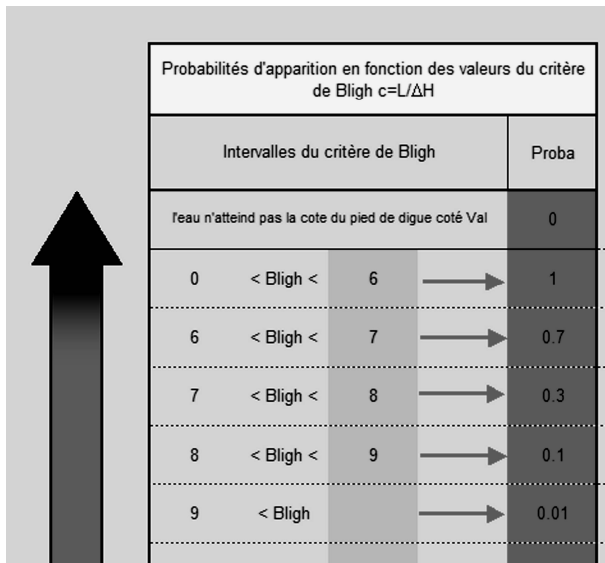 Probabilités d'apparition en fonction des valeurs du critère
de Bligh c=L/ΔH
Intervalles du critère de Bligh Proba
l'eau n'atteind pas la cote du pied de digue coté Val 0
0 < Bligh < 6 1
6 < Bligh < 7 0.7
7 < Bligh < 8 0.3
8 < Bligh < 9 0.1
9 < Bligh 0.01